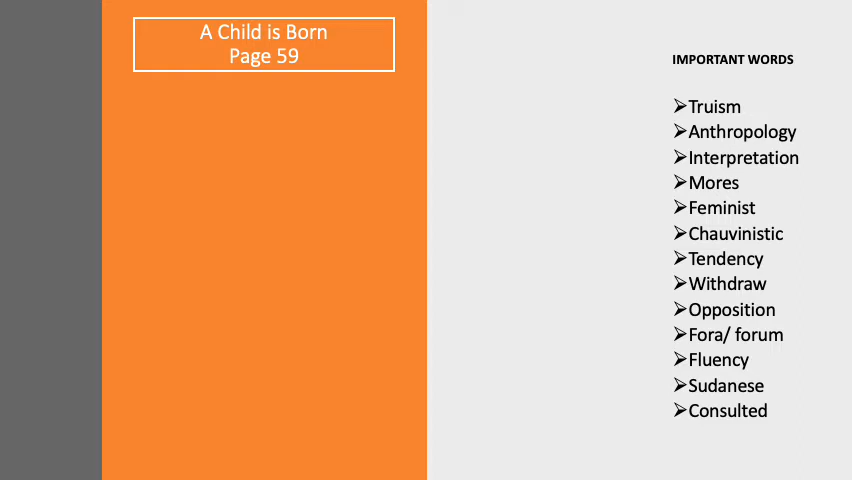 A Child is Born
Page 59
IMPORTANT WORDS
➢Truism
➢Anthropology
➢Interpretation
➢Mores
➢Feminist
➢Chauvinistic
➢Tendency
➢Withdraw
➢Opposition
➢Fora/ forum
➢Fluency
➢Sudanese
➢Consulted